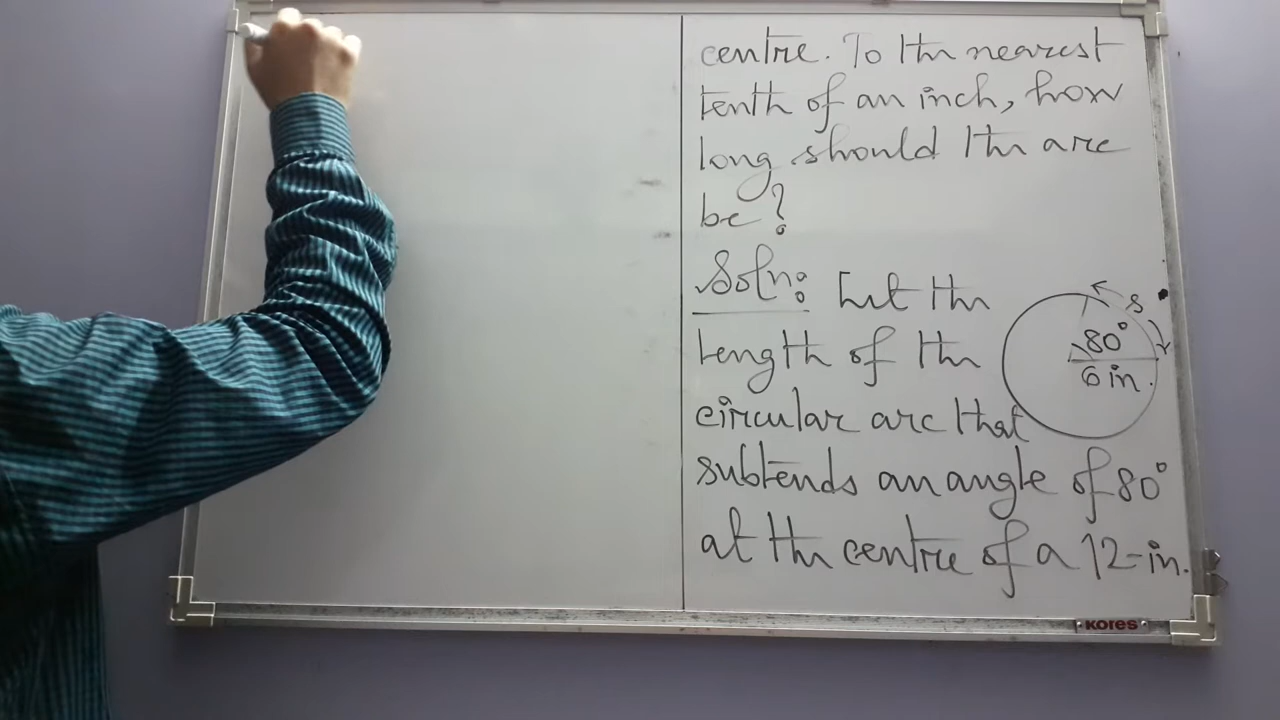 centre. To the nearest
tenth of an inch, how
long should the arc
be?
Soln: Let the
length of the
circular arc that
subtends an angle of 80°
at the centre of a 12-in.
s
80°
6 in.
KORES